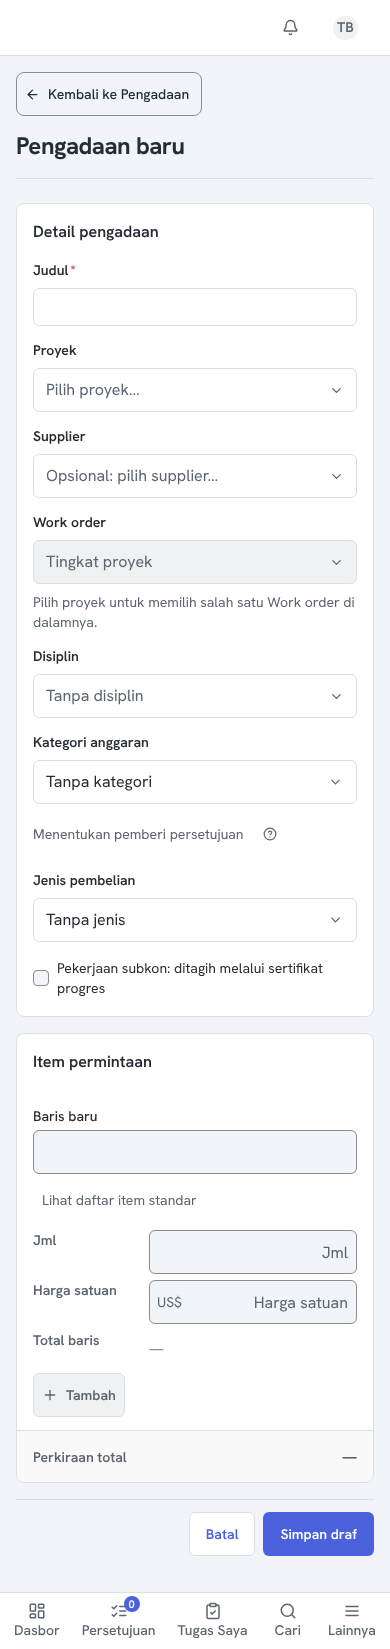 TB
Kembali ke Pengadaan
Pengadaan baru
Detail pengadaan
Judul*
Proyek
Pilih proyek...
Supplier
Opsional: pilih supplier...
Work order
Tingkat proyek
Pilih proyek untuk memilih salah satu Work order di
dalamnya.
Disiplin
Tanpa disiplin
Kategori anggaran
Tanpa kategori
Menentukan pemberi persetujuan
Jenis pembelian
Tanpa jenis
Pekerjaan subkon: ditagih melalui sertifikat
progres
Item permintaan
Baris baru
Lihat daftar item standar
Jml
Jml
Harga satuan
US$ Harga satuan
Total baris
—
Tambah
Perkiraan total —
Batal
Simpan draf
0
Dasbor
Persetujuan
Tugas Saya
Cari
Lainnya